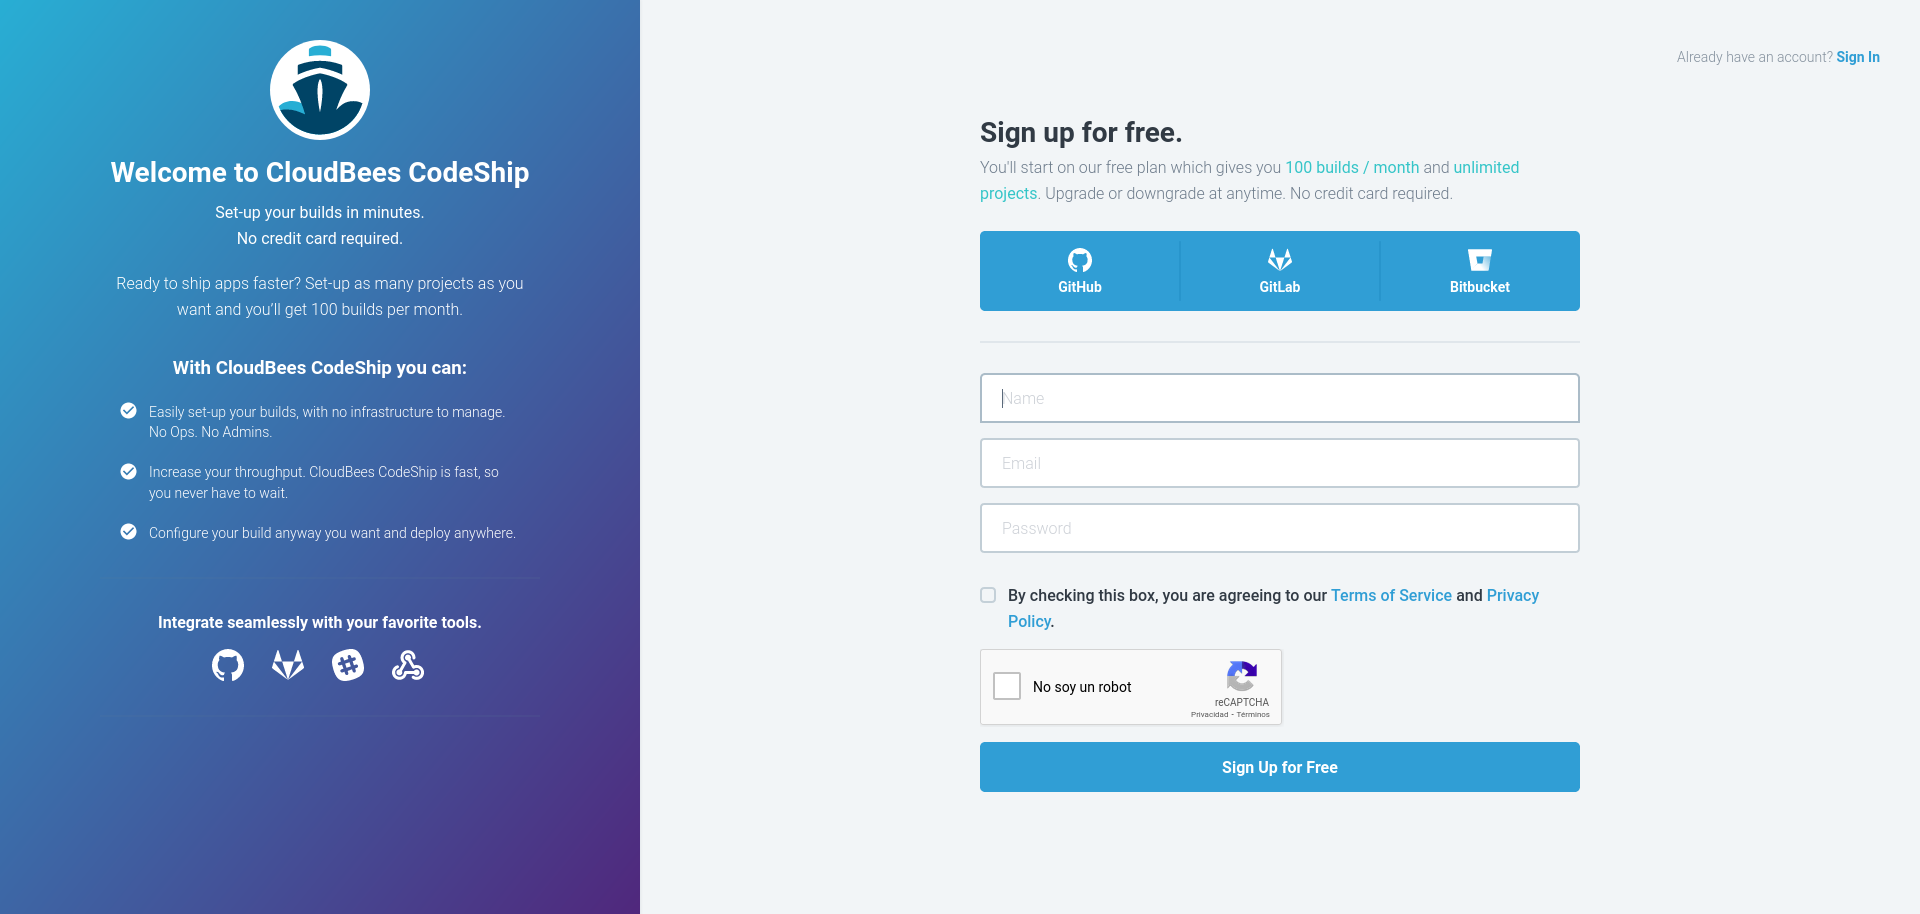 Welcome to CloudBees CodeShip
Set-up your builds in minutes.
No credit card required.
Ready to ship apps faster? Set-up as many projects as you
want and you'll get 100 builds per month.
With CloudBees CodeShip you can:
Easily set-up your builds, with no infrastructure to manage.
No Ops. No Admins.
Increase your throughput. CloudBees CodeShip is fast, so
you never have to wait.
Configure your build anyway you want and deploy anywhere.
Integrate seamlessly with your favorite tools.
Already have an account? Sign In
Sign up for free.
You'll start on our free plan which gives you 100 builds / month and unlimited
projects. Upgrade or downgrade at anytime. No credit card required.
GitHub
GitLab
Bitbucket
Name
Email
Password
By checking this box, you are agreeing to our Terms of Service and Privacy
Policy.
No soy un robot
reCAPTCHA
Privacidad - Términos
Sign Up for Free